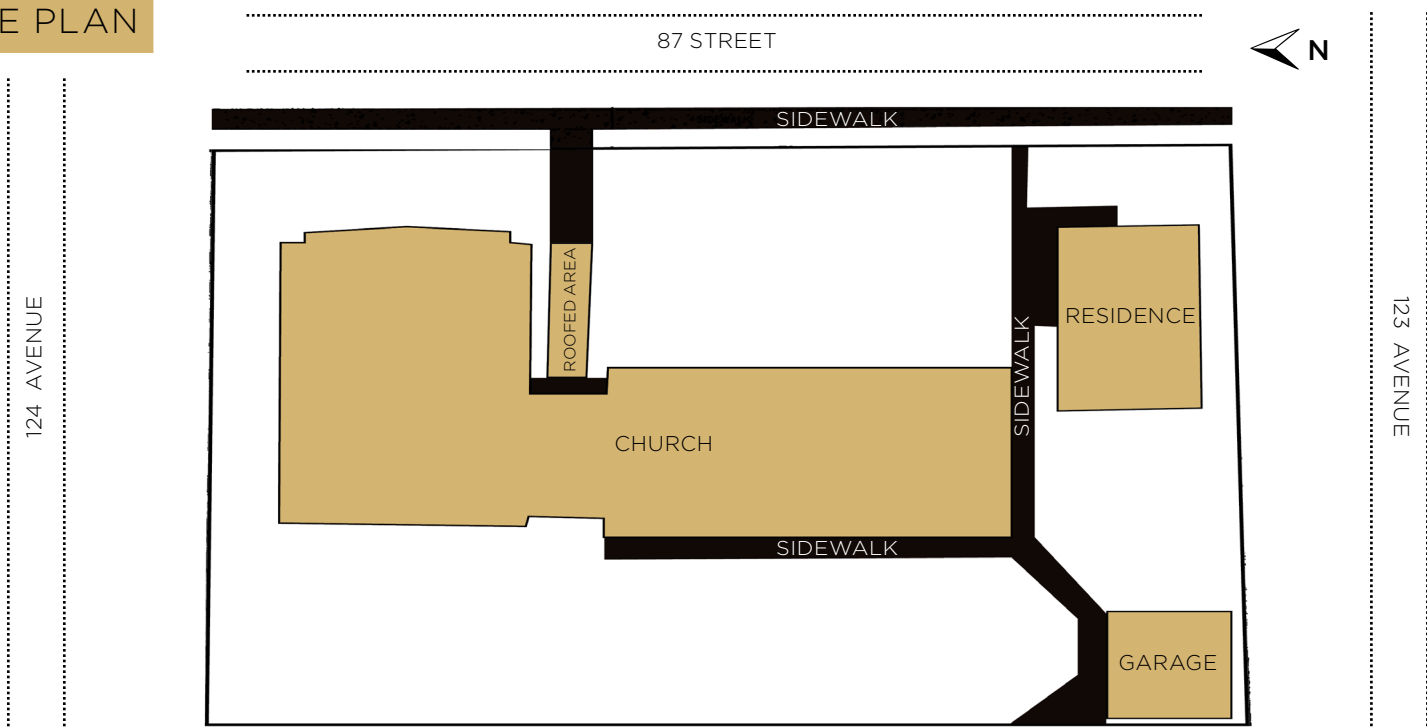 E PLAN
87 STREET
N
SIDEWALK
124 AVENUE
ROOFED AREA
SIDEWALK
RESIDENCE
123 AVENUE
CHURCH
SIDEWALK
GARAGE